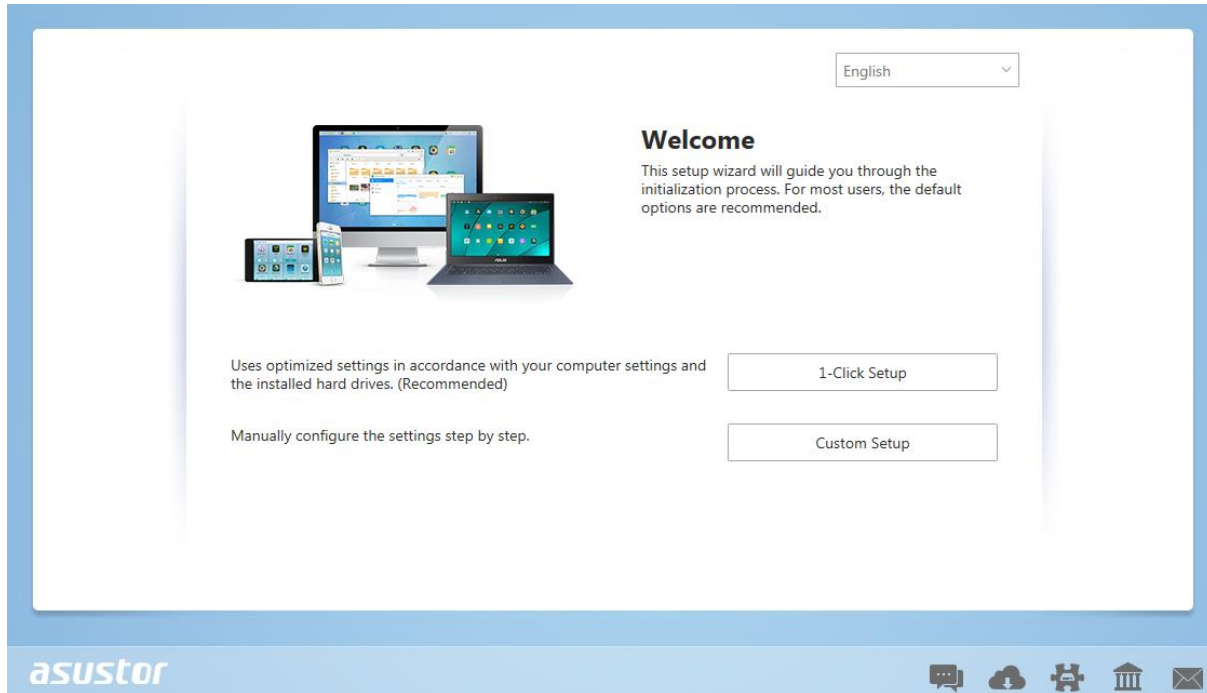 English
Welcome
This setup wizard will guide you through the
initialization process. For most users, the default
options are recommended.
Uses optimized settings in accordance with your computer settings and
the installed hard drives. (Recommended)
1-Click Setup
Manually configure the settings step by step.
Custom Setup
asustor